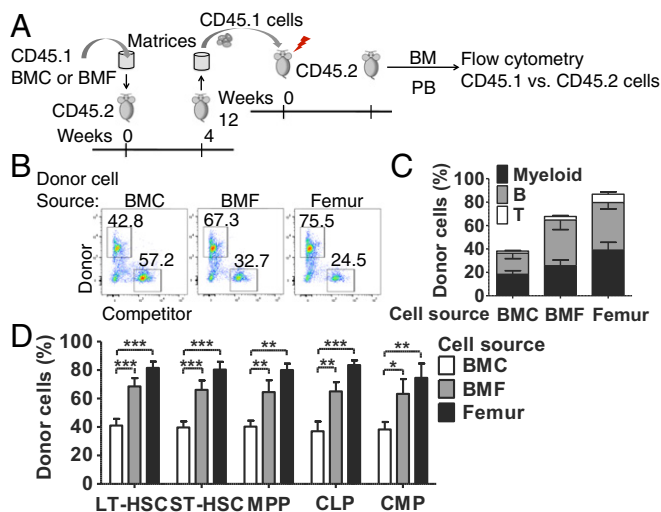 A
CD45.1 cells
CD45.1
BMC or BMF
Matrices
CD45.2
BM
PB
Flow cytometry
CD45.1 vs. CD45.2 cells
CD45.2
Weeks 0 4
Weeks 0 12
B
Donor cell
Source: BMC BMF Femur
42.8 67.3 75.5
57.2 32.7 24.5
Donor
Competitor
C
Myeloid
B
T
Donor cells (%)
100
80
60
40
20
0
Cell source BMC BMF Femur
D
Donor cells (%)
100
80
60
40
20
0
*** *** ** *** **
*** *** ** ** *
LT-HSC ST-HSC MPP CLP CMP
Cell source
BMC
BMF
Femur